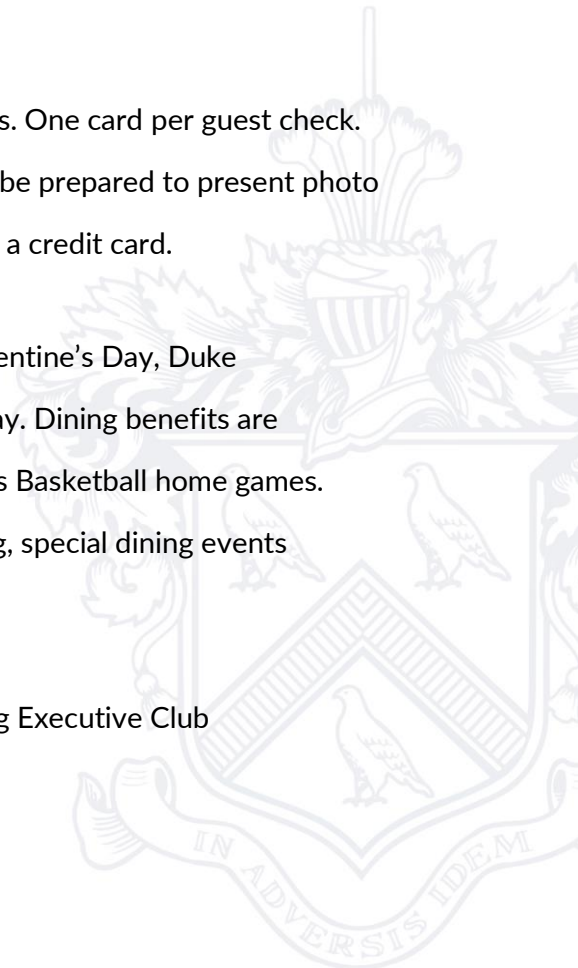 s. One card per guest check.
be prepared to present photo
a credit card.
entine’s Day, Duke
ay. Dining benefits are
s Basketball home games.
g, special dining events
g Executive Club
IN ADVERSIS IDEM